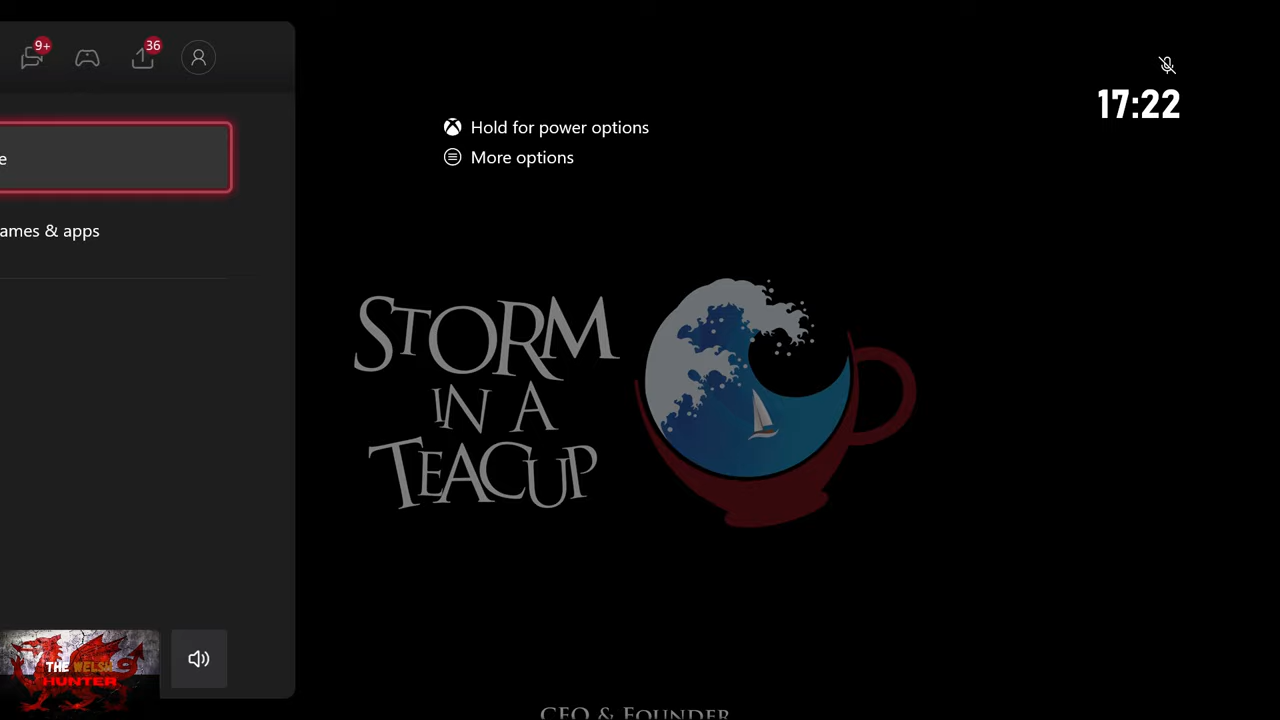 9+
36
17:22
Hold for power options
More options
e
ames & apps
STORM
IN A
TEACUP
THE WELSH
HUNTER
CEO & FOUNDER